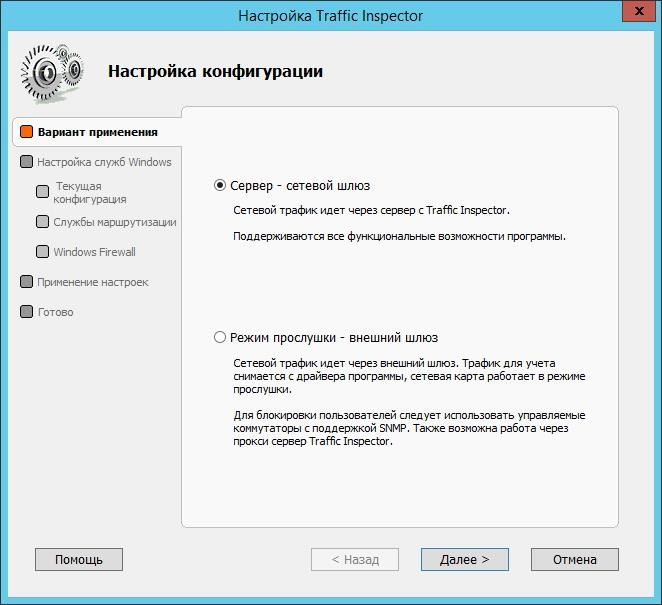 Настройка Traffic Inspector
x
Настройка конфигурации
Вариант применения
Настройка служб Windows
Текущая
конфигурация
Службы маршрутизации
Windows Firewall
Применение настроек
Готово
Сервер - сетевой шлюз
Сетевой трафик идет через сервер с Traffic Inspector.
Поддерживаются все функциональные возможности программы.
Режим прослушки - внешний шлюз
Сетевой трафик идет через внешний шлюз. Трафик для учета
снимается с драйвера программы, сетевая карта работает в режиме
прослушки.
Для блокировки пользователей следует использовать управляемые
коммутаторы с поддержкой SNMP. Также возможна работа через
прокси сервер Traffic Inspector.
Помощь
< Назад
Далее >
Отмена